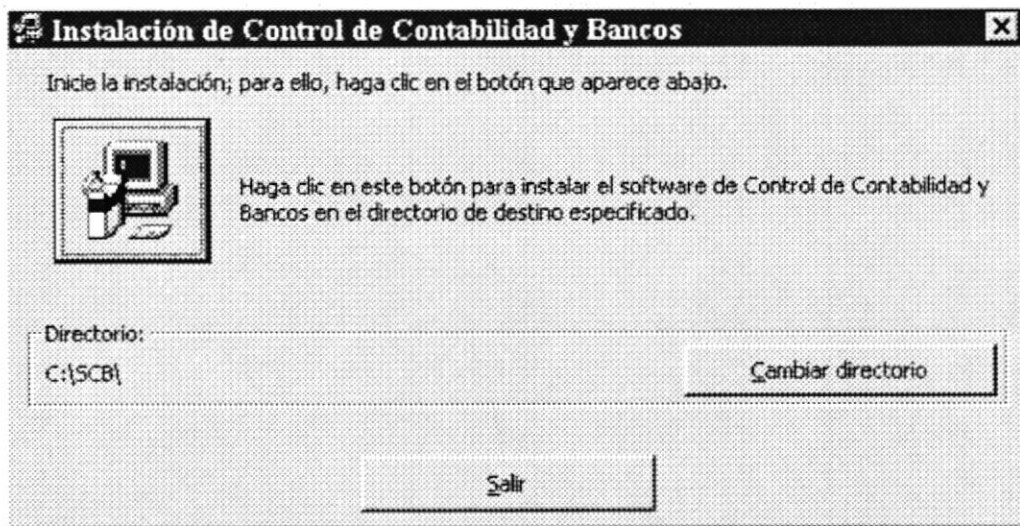 Instalación de Control de Contabilidad y Bancos
Inicie la instalación; para ello, haga clic en el botón que aparece abajo.
Haga clic en este botón para instalar el software de Control de Contabilidad y
Bancos en el directorio de destino especificado.
Directorio:
C:\SCB\
Cambiar directorio
Salir